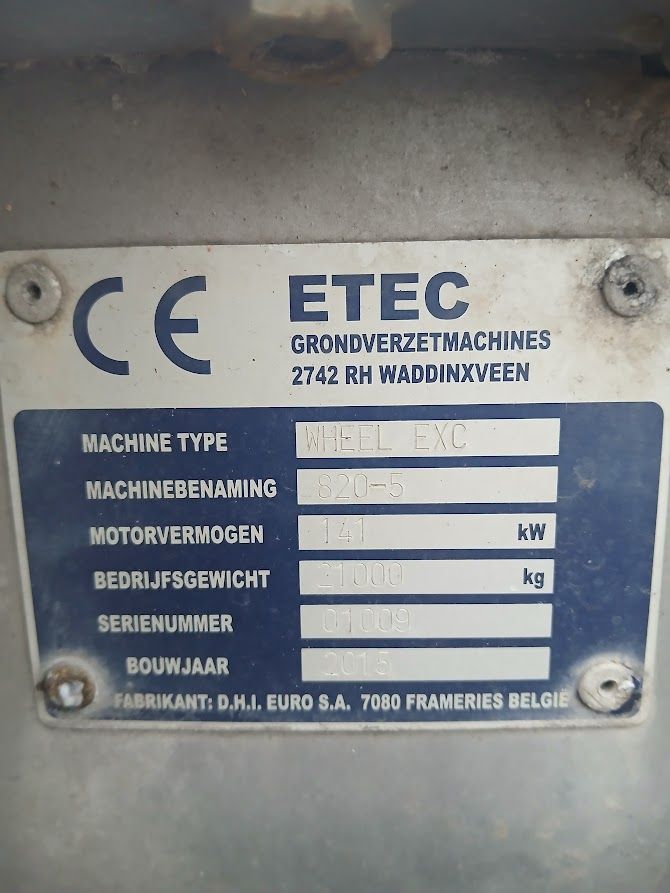 CE
ETEC
GRONDVERZETMACHINES
2742 RH WADDINXVEEN
MACHINE TYPE WHEEL EXC
MACHINEBENAMING 820-5
MOTORVERMOGEN 141 kW
BEDRIJFSGEWICHT 21000 kg
SERIENUMMER 01009
BOUWJAAR 2015
FABRIKANT: D.H.I. EURO S.A. 7080 FRAMERIES BELGIË